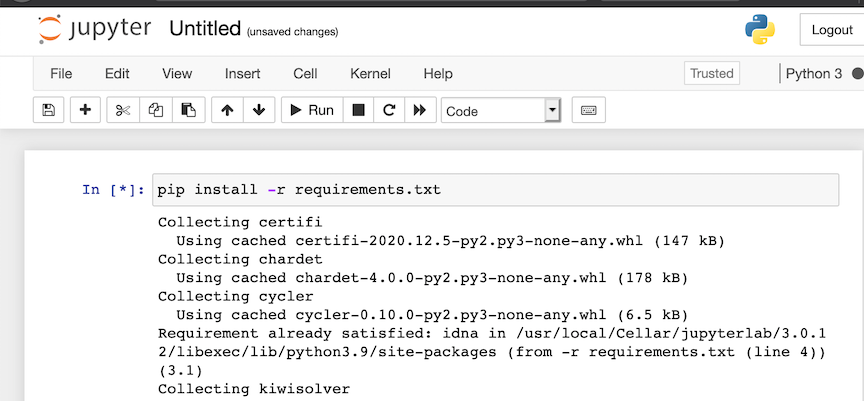 jupyter Untitled (unsaved changes) Logout
File Edit View Insert Cell Kernel Help Trusted Python 3
Run Code
In [*]: pip install -r requirements.txt
Collecting certifi
Using cached certifi-2020.12.5-py2.py3-none-any.whl (147 kB)
Collecting chardet
Using cached chardet-4.0.0-py2.py3-none-any.whl (178 kB)
Collecting cycler
Using cached cycler-0.10.0-py2.py3-none-any.whl (6.5 kB)
Requirement already satisfied: idna in /usr/local/Cellar/jupyterlab/3.0.1
2/libexec/lib/python3.9/site-packages (from -r requirements.txt (line 4))
(3.1)
Collecting kiwisolver